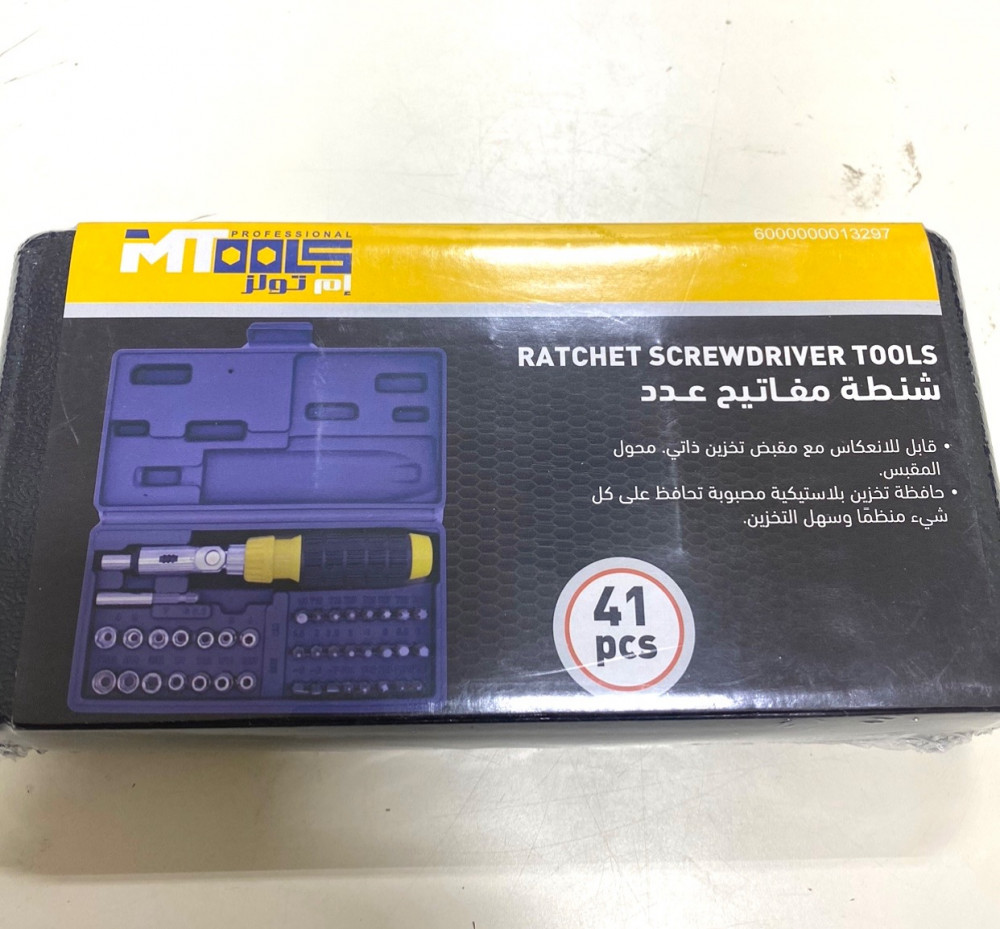 PROFESSIONAL
MTOOLS
إم تولز
6000000013297
RATCHET SCREWDRIVER TOOLS
شنطة مفاتيح عدد
• قابل للانعكاس مع مقبض تخزين ذاتي. محول
المقبس.
• حافظة تخزين بلاستيكية مصبوبة تحافظ على كل
شيء منظمًا وسهل التخزين.
41
pcs